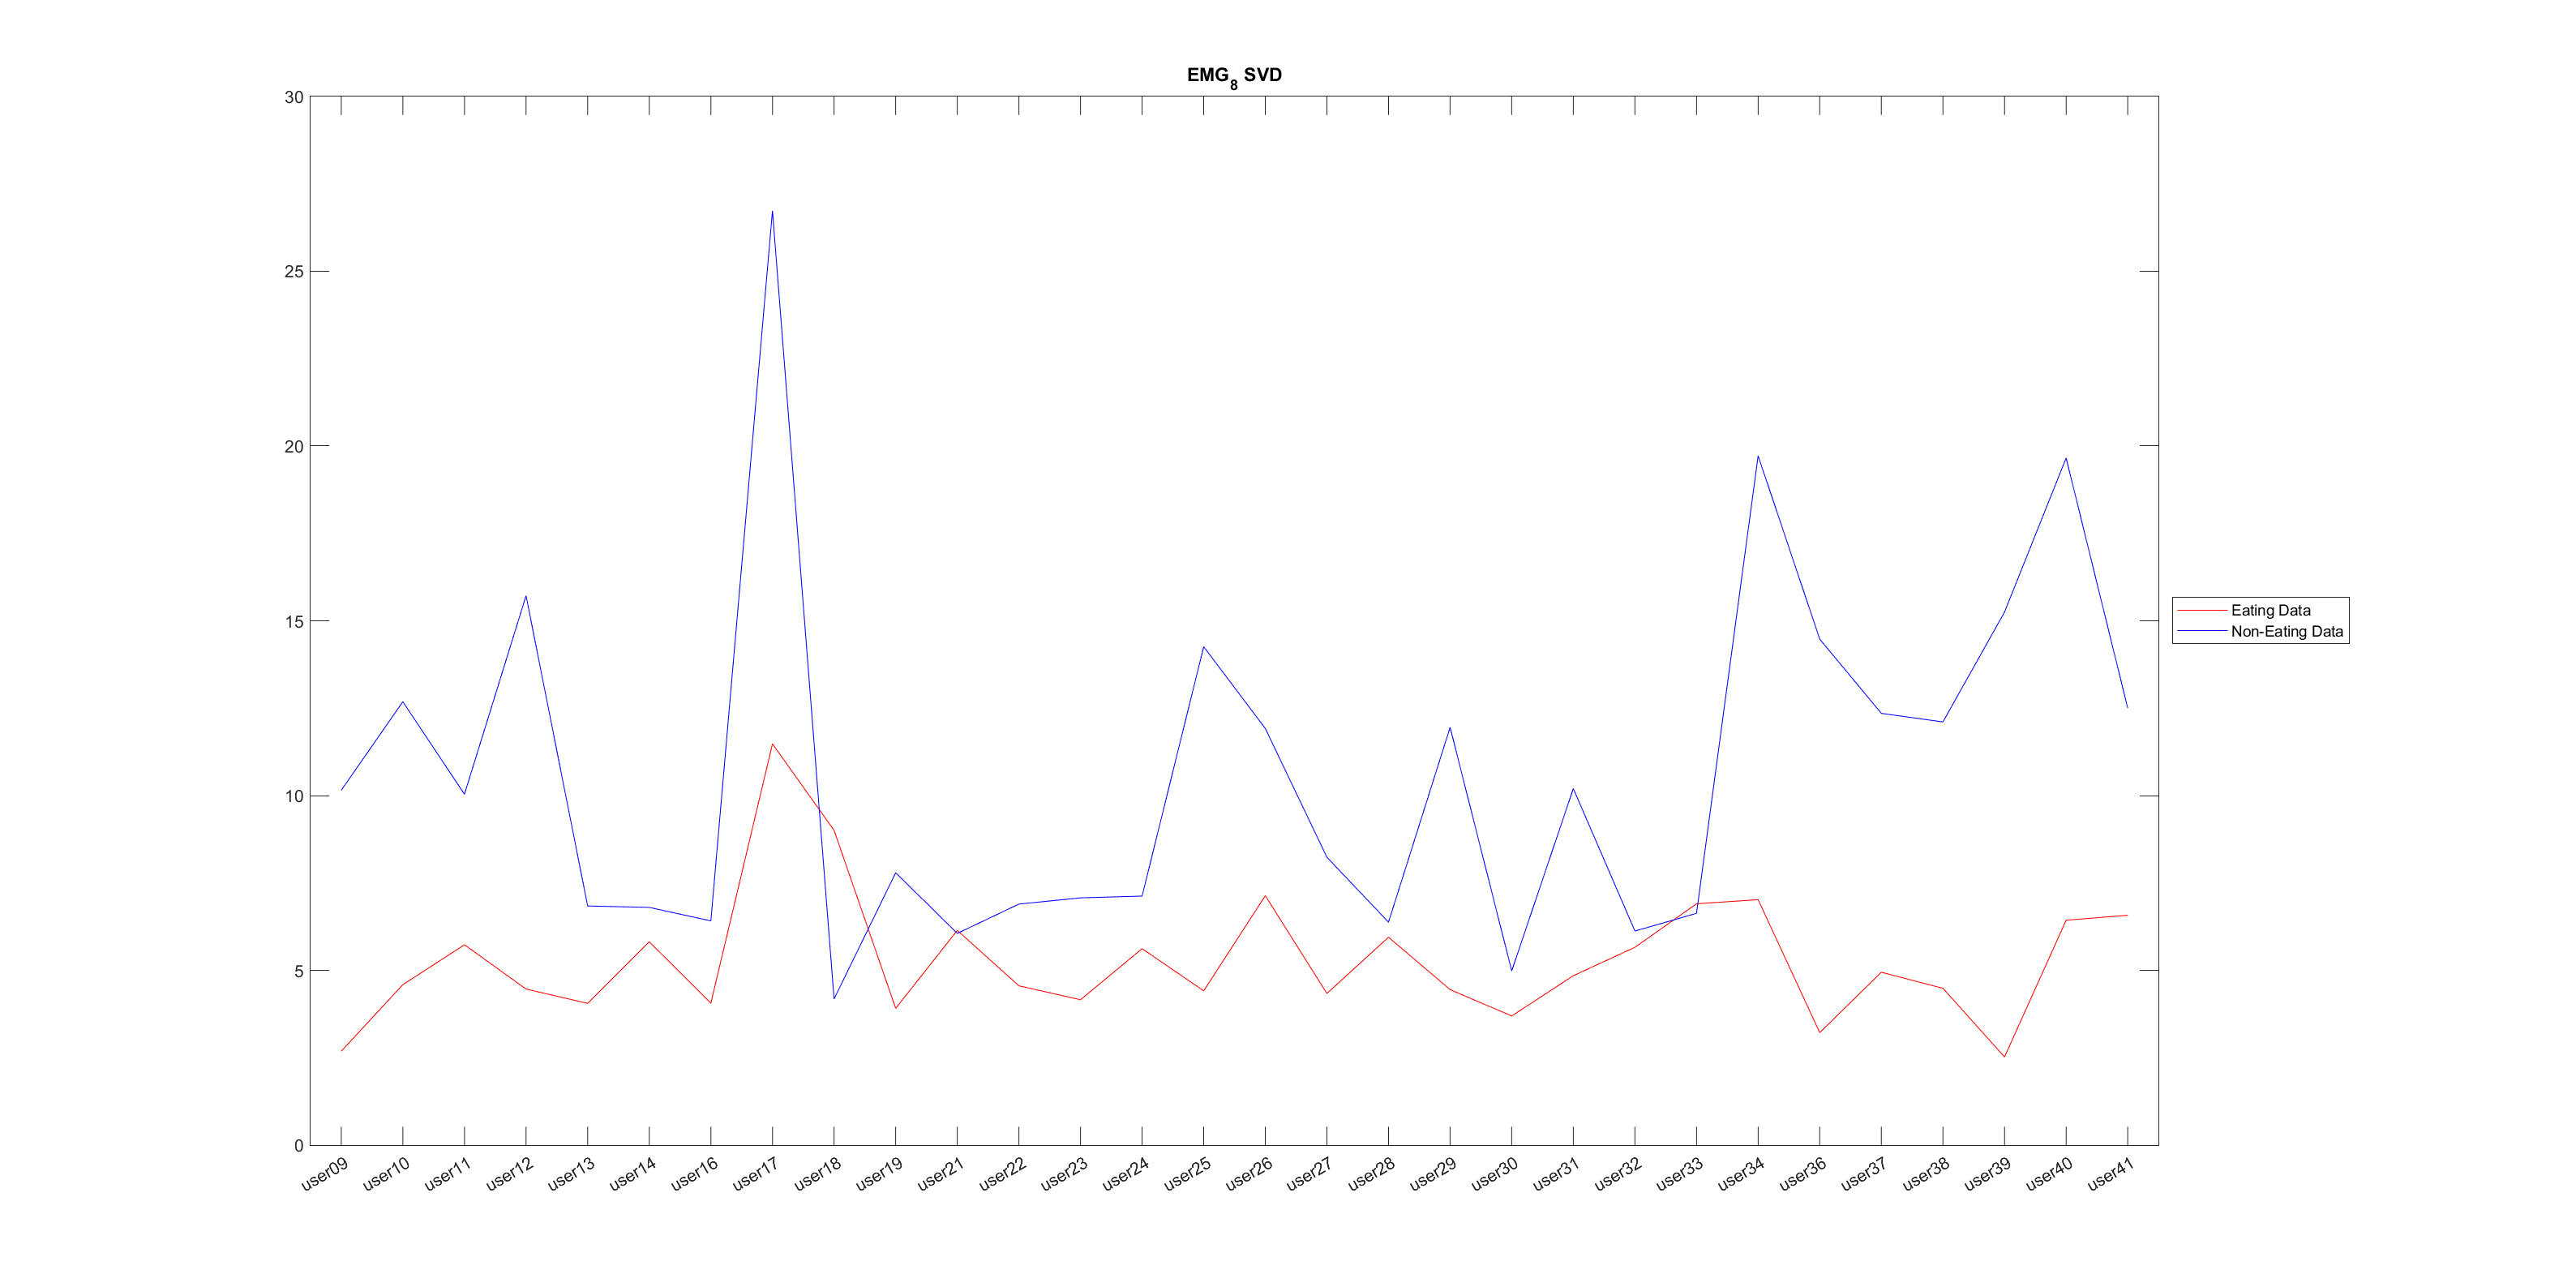 EMG8 SVD
30
25
20
15
10
5
0
user09 user10 user11 user12 user13 user14 user16 user17 user18 user19 user21 user22 user23 user24 user25 user26 user27 user28 user29 user30 user31 user32 user33 user34 user36 user37 user38 user39 user40 user41
Eating Data
Non-Eating Data